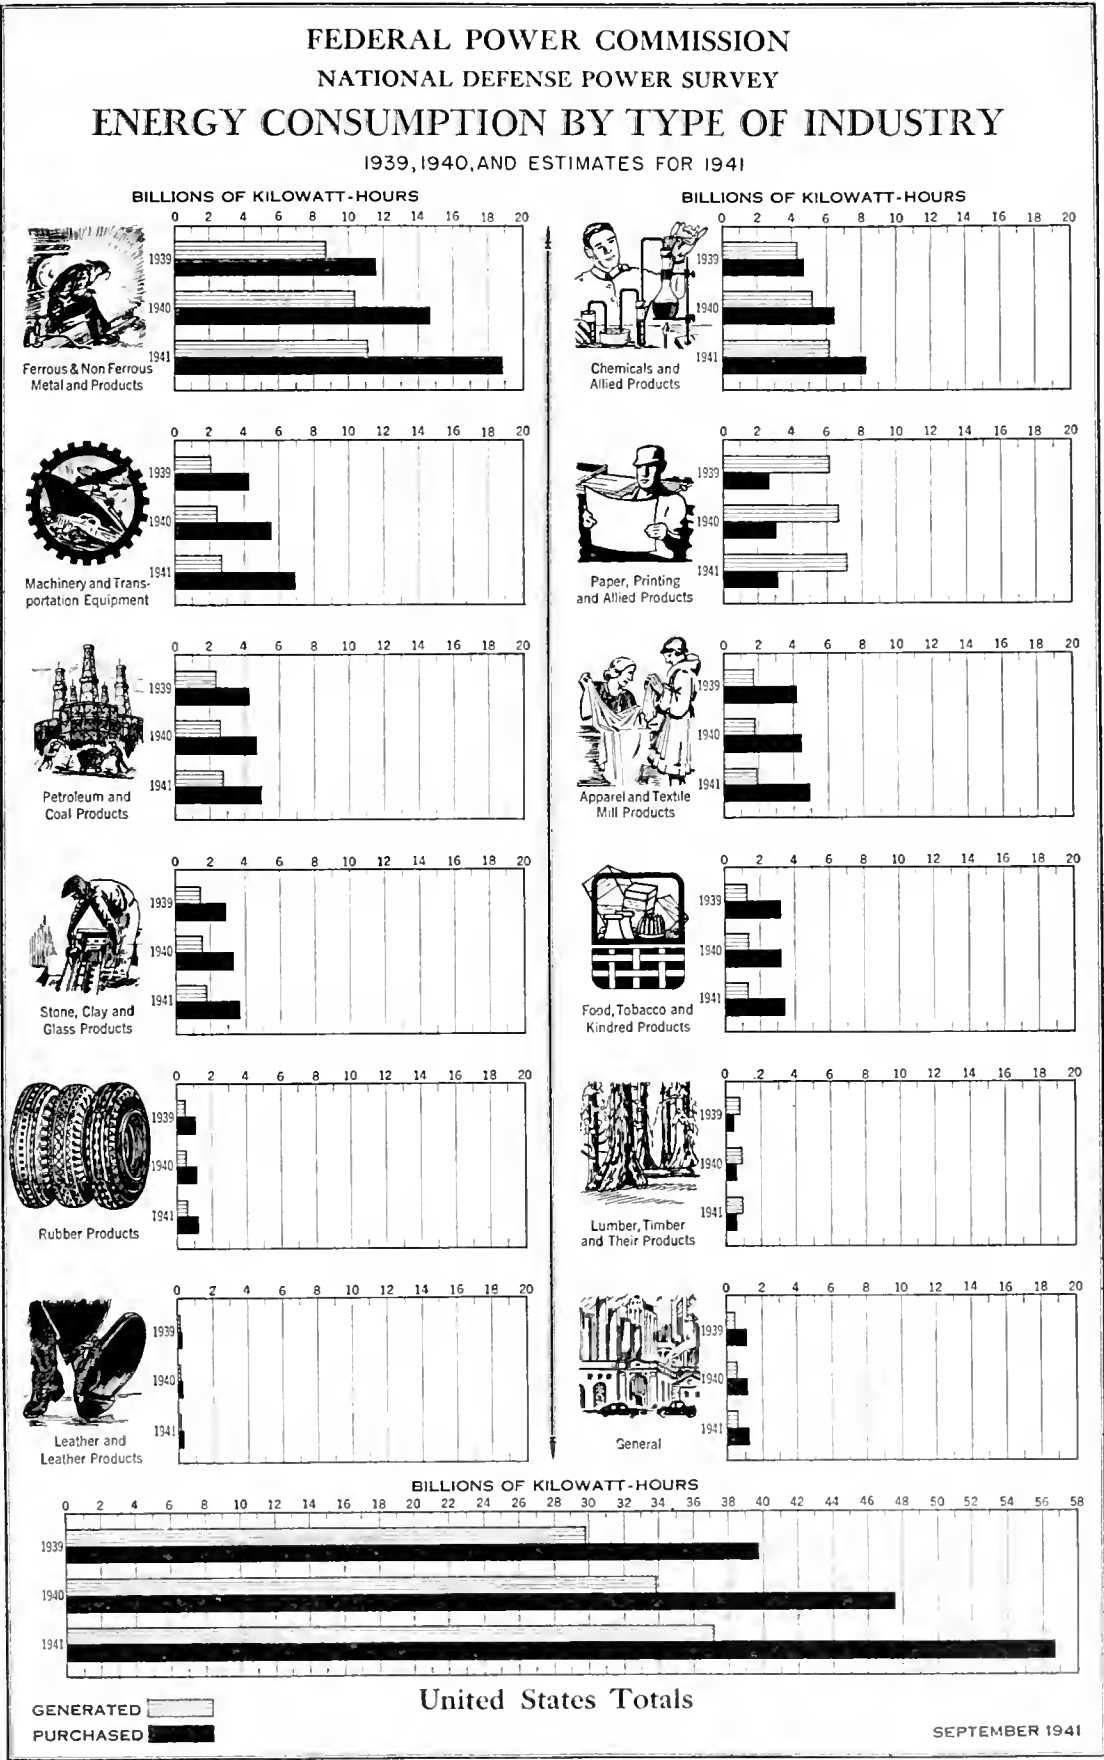 FEDERAL POWER COMMISSION
NATIONAL DEFENSE POWER SURVEY
ENERGY CONSUMPTION BY TYPE OF INDUSTRY
1939, 1940, AND ESTIMATES FOR 1941
BILLIONS OF KILOWATT-HOURS
0 2 4 6 8 10 12 14 16 18 20
1939
1940
1941
Ferrous & Non Ferrous
Metal and Products
0 2 4 6 8 10 12 14 16 18 20
1939
1940
1941
Machinery and Trans-
portation Equipment
0 2 4 6 8 10 12 14 16 18 20
1939
1940
1941
Petroleum and
Coal Products
0 2 4 6 8 10 12 14 16 18 20
1939
1940
1941
Stone, Clay and
Glass Products
0 2 4 6 8 10 12 14 16 18 20
1939
1940
1941
Rubber Products
0 2 4 6 8 10 12 14 16 18 20
1939
1940
1941
Leather and
Leather Products
BILLIONS OF KILOWATT-HOURS
0 2 4 6 8 10 12 14 16 18 20
1939
1940
1941
Chemicals and
Allied Products
0 2 4 6 8 10 12 14 16 18 20
1939
1940
1941
Paper, Printing
and Allied Products
0 2 4 6 8 10 12 14 16 18 20
1939
1940
1941
Apparel and Textile
Mill Products
0 2 4 6 8 10 12 14 16 18 20
1939
1940
1941
Food, Tobacco and
Kindred Products
0 2 4 6 8 10 12 14 16 18 20
1939
1940
1941
Lumber, Timber
and Their Products
0 2 4 6 8 10 12 14 16 18 20
1939
1940
1941
General
BILLIONS OF KILOWATT-HOURS
0 2 4 6 8 10 12 14 16 18 20 22 24 26 28 30 32 34 36 38 40 42 44 46 48 50 52 54 56 58
1939
1940
1941
United States Totals
GENERATED
PURCHASED
SEPTEMBER 1941